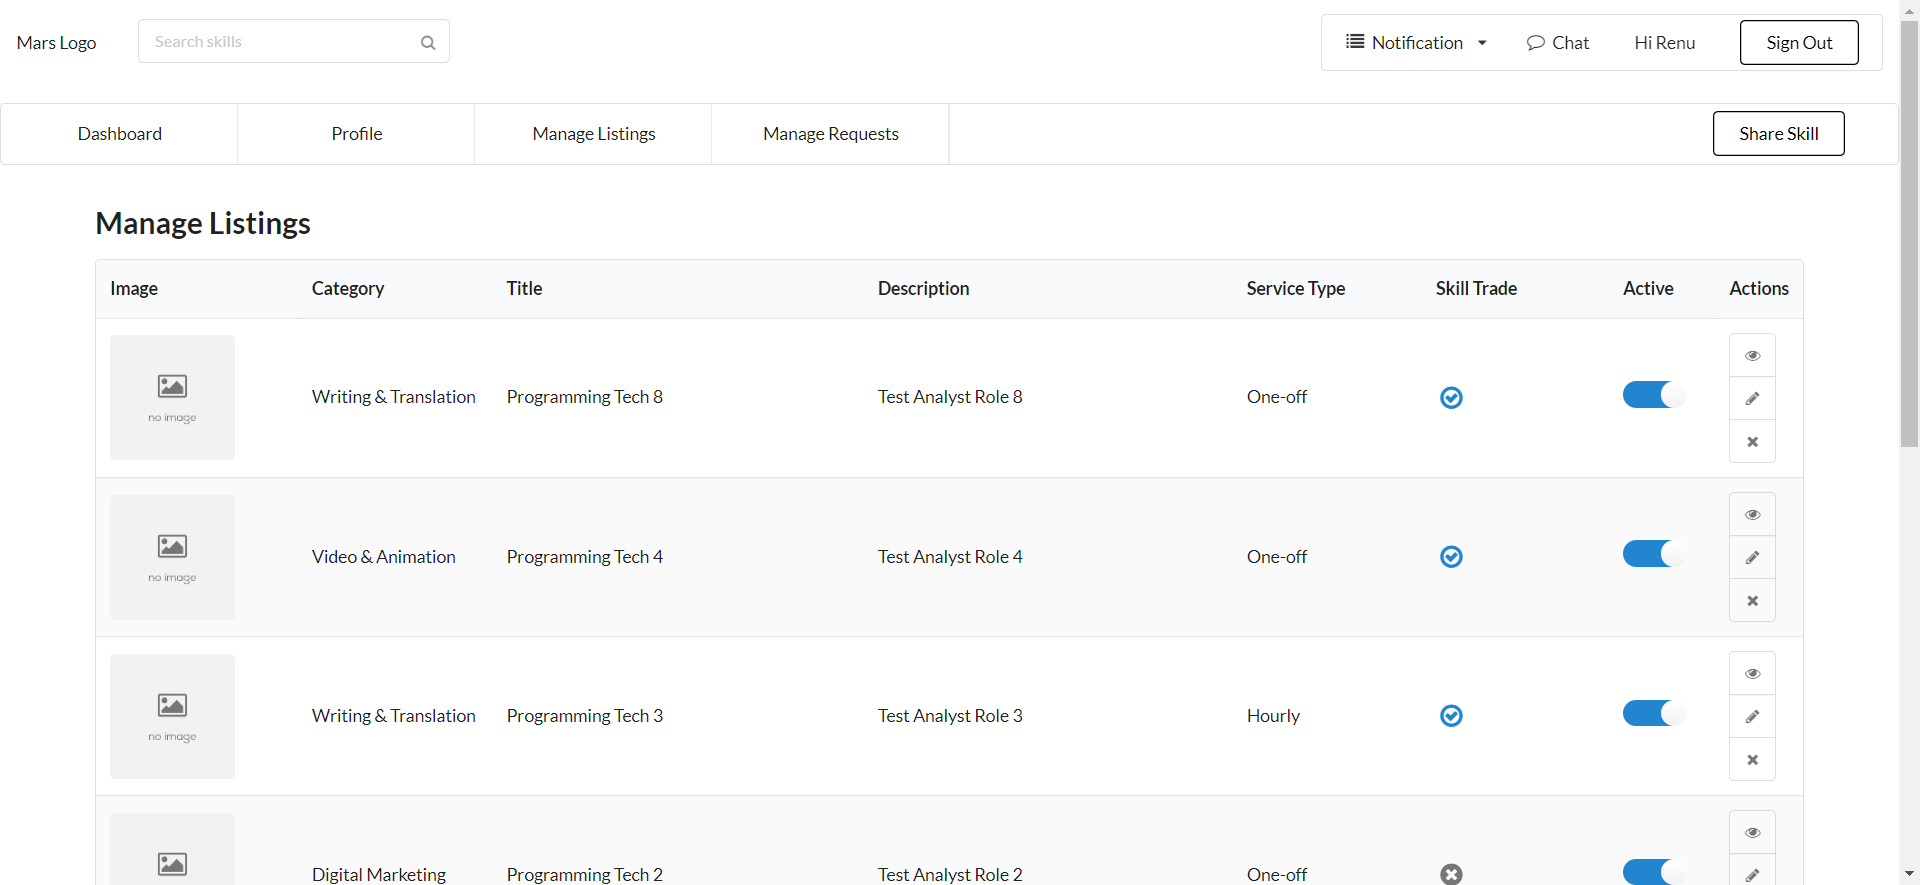 Mars Logo
Search skills
Notification
Chat
Hi Renu
Sign Out
Dashboard
Profile
Manage Listings
Manage Requests
Share Skill
Manage Listings
Image Category Title Description Service Type Skill Trade Active Actions
no image
Writing & Translation Programming Tech 8 Test Analyst Role 8 One-off
no image
Video & Animation Programming Tech 4 Test Analyst Role 4 One-off
no image
Writing & Translation Programming Tech 3 Test Analyst Role 3 Hourly
Digital Marketing Programming Tech 2 Test Analyst Role 2 One-off